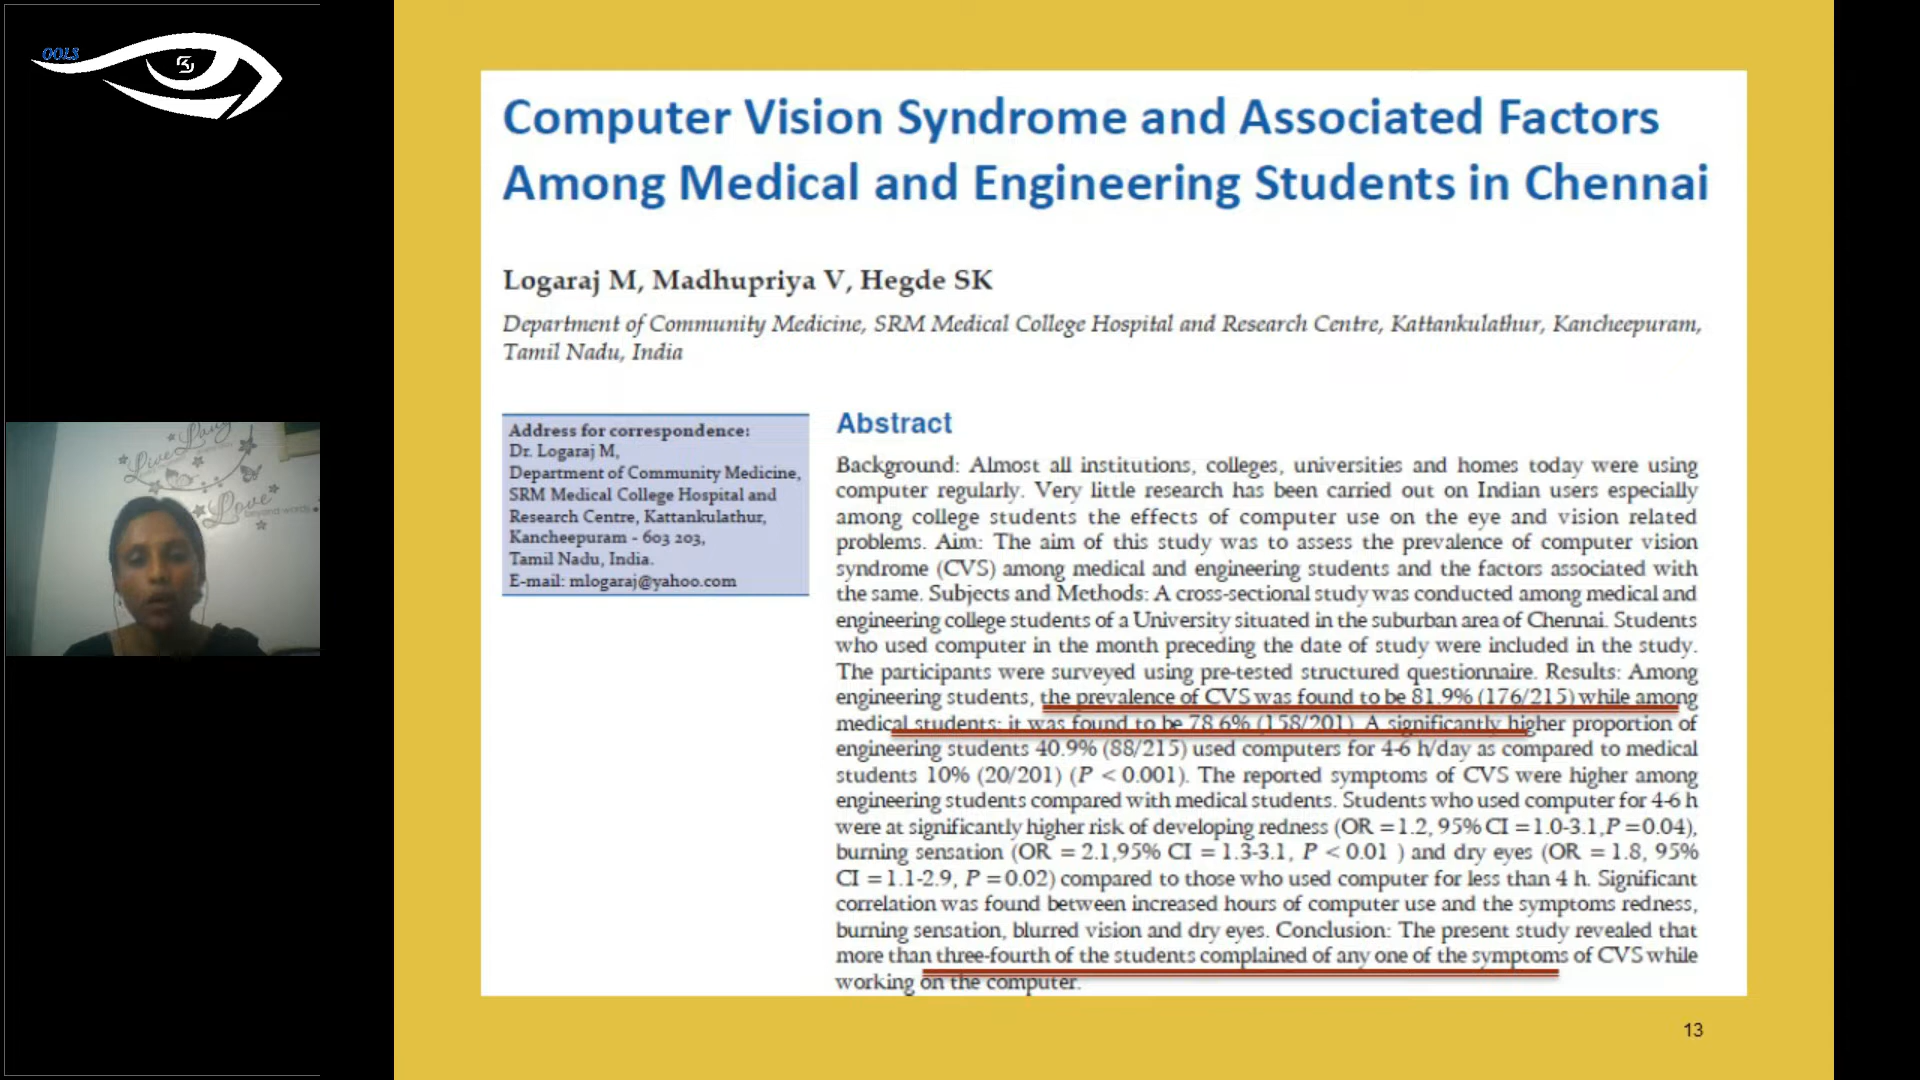 OOLS
Live Laugh
Love
beyond words
Computer Vision Syndrome and Associated Factors
Among Medical and Engineering Students in Chennai
Logaraj M, Madhupriya V, Hegde SK
Department of Community Medicine, SRM Medical College Hospital and Research Centre, Kattankulathur, Kancheepuram,
Tamil Nadu, India
Address for correspondence:
Dr. Logaraj M,
Department of Community Medicine,
SRM Medical College Hospital and
Research Centre, Kattankulathur,
Kancheepuram - 603 203,
Tamil Nadu, India.
E-mail: mlogaraj@yahoo.com
Abstract
Background: Almost all institutions, colleges, universities and homes today were using
computer regularly. Very little research has been carried out on Indian users especially
among college students the effects of computer use on the eye and vision related
problems. Aim: The aim of this study was to assess the prevalence of computer vision
syndrome (CVS) among medical and engineering students and the factors associated with
the same. Subjects and Methods: A cross-sectional study was conducted among medical and
engineering college students of a University situated in the suburban area of Chennai. Students
who used computer in the month preceding the date of study were included in the study.
The participants were surveyed using pre-tested structured questionnaire. Results: Among
engineering students, the prevalence of CVS was found to be 81.9% (176/215) while among
medical students; it was found to be 78.6% (158/201). A significantly higher proportion of
engineering students 40.9% (88/215) used computers for 4-6 h/day as compared to medical
students 10% (20/201) (P < 0.001). The reported symptoms of CVS were higher among
engineering students compared with medical students. Students who used computer for 4-6 h
were at significantly higher risk of developing redness (OR = 1.2, 95% CI = 1.0-3.1,P = 0.04),
burning sensation (OR = 2.1,95% CI = 1.3-3.1, P < 0.01 ) and dry eyes (OR = 1.8, 95%
CI = 1.1-2.9, P = 0.02) compared to those who used computer for less than 4 h. Significant
correlation was found between increased hours of computer use and the symptoms redness,
burning sensation, blurred vision and dry eyes. Conclusion: The present study revealed that
more than three-fourth of the students complained of any one of the symptoms of CVS while
working on the computer.
13